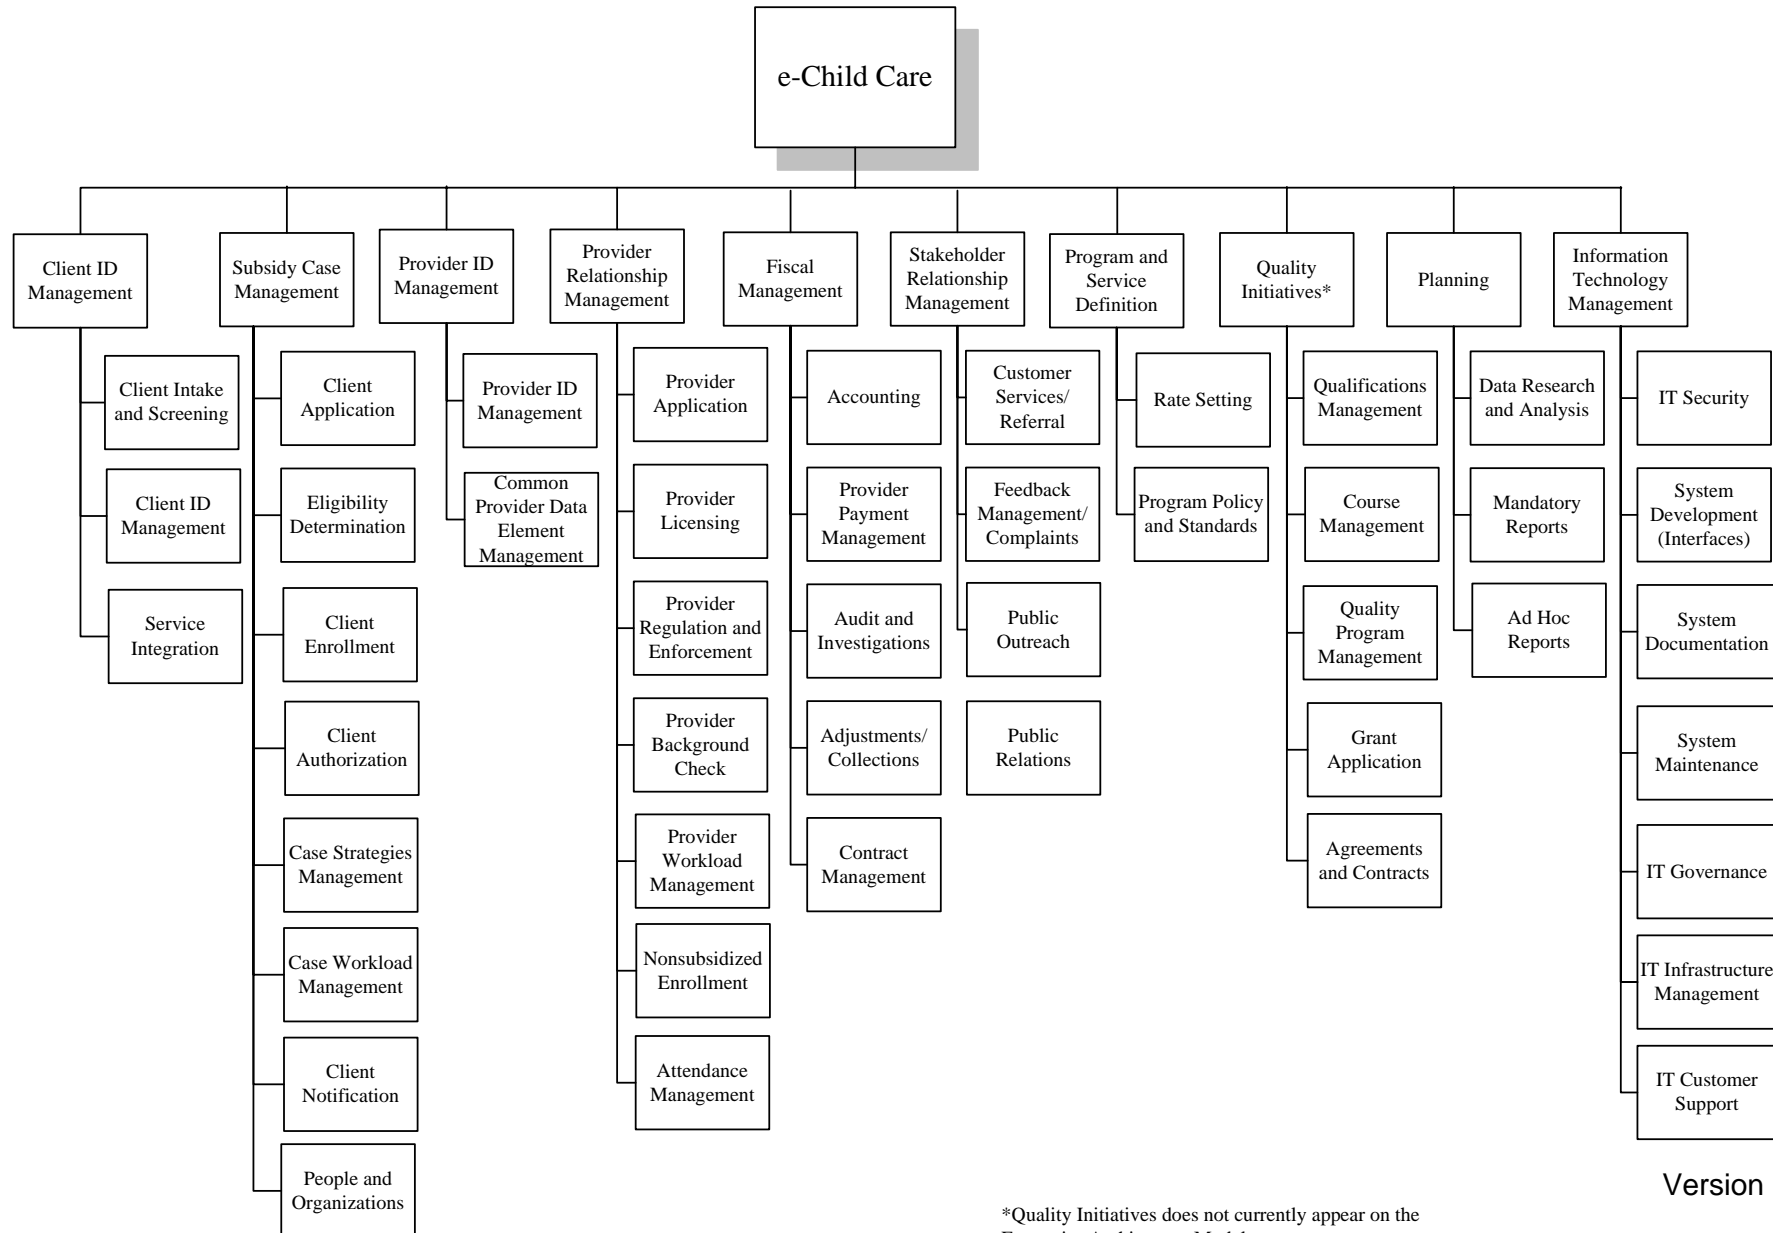 e-Child Care
Client ID
Management
Subsidy Case
Management
Provider ID
Management
Provider
Relationship
Management
Fiscal
Management
Stakeholder
Relationship
Management
Program and
Service
Definition
Quality
Initiatives*
Planning
Information
Technology
Management
Client Intake
and Screening
Client ID
Management
Service
Integration
Client
Application
Eligibility
Determination
Client
Enrollment
Client
Authorization
Case Strategies
Management
Case Workload
Management
Client
Notification
People and
Organizations
Provider ID
Management
Common
Provider Data
Element
Management
Provider
Application
Provider
Licensing
Provider
Regulation and
Enforcement
Provider
Background
Check
Provider
Workload
Management
Nonsubsidized
Enrollment
Attendance
Management
Accounting
Provider
Payment
Management
Audit and
Investigations
Adjustments/
Collections
Contract
Management
Customer
Services/
Referral
Feedback
Management/
Complaints
Public
Outreach
Public
Relations
Rate Setting
Program Policy
and Standards
Qualifications
Management
Course
Management
Quality
Program
Management
Grant
Application
Agreements
and Contracts
Data Research
and Analysis
Mandatory
Reports
Ad Hoc
Reports
IT Security
System
Development
(Interfaces)
System
Documentation
System
Maintenance
IT Governance
IT Infrastructure
Management
IT Customer
Support
Version
*Quality Initiatives does not currently appear on the